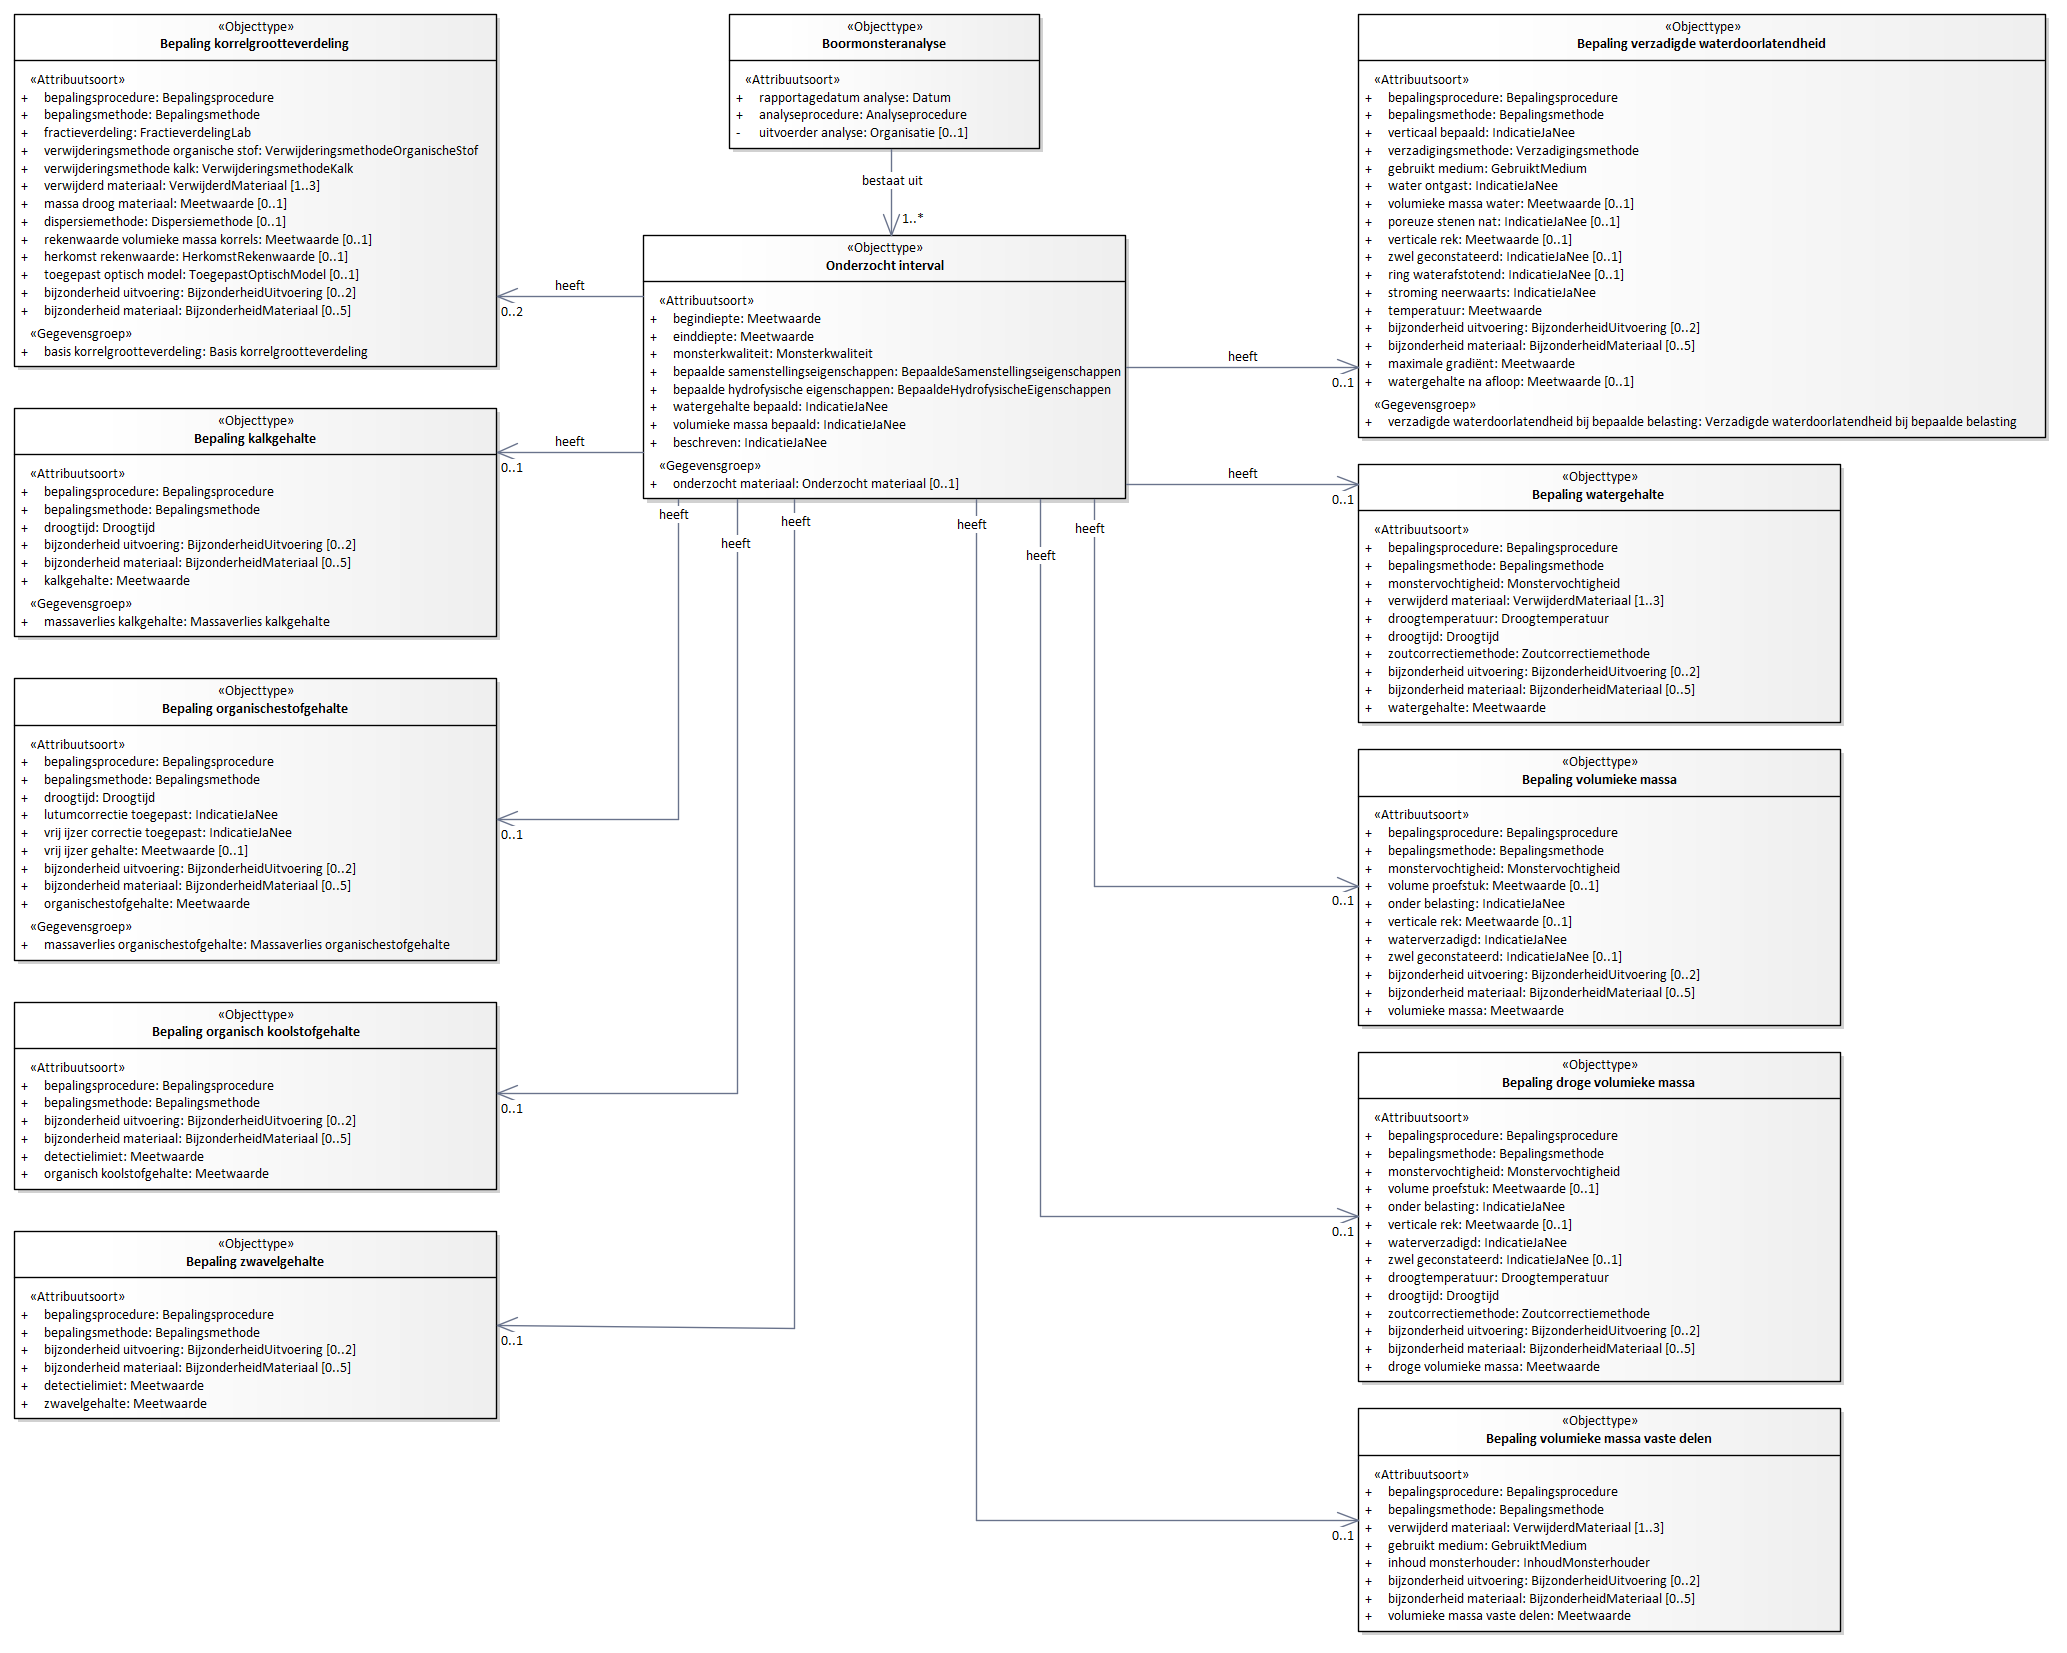 «Objecttype»
Bepaling korrelgrootteverdeling
«Attribuutsoort»
+ bepalingsprocedure: Bepalingsprocedure
+ bepalingsmethode: Bepalingsmethode
+ fractieverdeling: FractieverdelingLab
+ verwijderingsmethode organische stof: VerwijderingsmethodeOrganischeStof
+ verwijderingsmethode kalk: VerwijderingsmethodeKalk
+ verwijderd materiaal: VerwijderdMateriaal [1..3]
+ massa droog materiaal: Meetwaarde [0..1]
+ dispersiemethode: Dispersiemethode [0..1]
+ rekenwaarde volumieke massa korrels: Meetwaarde [0..1]
+ herkomst rekenwaarde: HerkomstRekenwaarde [0..1]
+ toegepast optisch model: ToegepastOptischModel [0..1]
+ bijzonderheid uitvoering: BijzonderheidUitvoering [0..2]
+ bijzonderheid materiaal: BijzonderheidMateriaal [0..5]
«Gegevensgroep»
+ basis korrelgrootteverdeling: Basis korrelgrootteverdeling
«Objecttype»
Boormonsteranalyse
«Attribuutsoort»
+ rapportagedatum analyse: Datum
+ analyseprocedure: Analyseprocedure
- uitvoerder analyse: Organisatie [0..1]
bestaat uit
1..*
«Objecttype»
Onderzocht interval
«Attribuutsoort»
+ begindiepte: Meetwaarde
+ einddiepte: Meetwaarde
+ monsterkwaliteit: Monsterkwaliteit
+ bepaalde samenstellingseigenschappen: BepaaldeSamenstellingseigenschappen
+ bepaalde hydrofysische eigenschappen: BepaaldeHydrofysischeEigenschappen
+ watergehalte bepaald: IndicatieJaNee
+ volumieke massa bepaald: IndicatieJaNee
+ beschreven: IndicatieJaNee
«Gegevensgroep»
+ onderzocht materiaal: Onderzocht materiaal [0..1]
heeft
0..2
heeft
0..1
heeft
0..1
heeft
0..1
heeft
0..1
heeft
0..1
heeft
0..1
heeft
0..1
heeft
0..1
heeft
0..1
«Objecttype»
Bepaling verzadigde waterdoorlatendheid
«Attribuutsoort»
+ bepalingsprocedure: Bepalingsprocedure
+ bepalingsmethode: Bepalingsmethode
+ verticaal bepaald: IndicatieJaNee
+ verzadigingsmethode: Verzadigingsmethode
+ gebruikt medium: GebruiktMedium
+ water ontgast: IndicatieJaNee
+ volumieke massa water: Meetwaarde [0..1]
+ poreuze stenen nat: IndicatieJaNee [0..1]
+ verticale rek: Meetwaarde [0..1]
+ zwel geconstateerd: IndicatieJaNee [0..1]
+ ring waterafstotend: IndicatieJaNee [0..1]
+ stroming neerwaarts: IndicatieJaNee
+ temperatuur: Meetwaarde
+ bijzonderheid uitvoering: BijzonderheidUitvoering [0..2]
+ bijzonderheid materiaal: BijzonderheidMateriaal [0..5]
+ maximale gradiënt: Meetwaarde
+ watergehalte na afloop: Meetwaarde [0..1]
«Gegevensgroep»
+ verzadigde waterdoorlatendheid bij bepaalde belasting: Verzadigde waterdoorlatendheid bij bepaalde belasting
«Objecttype»
Bepaling kalkgehalte
«Attribuutsoort»
+ bepalingsprocedure: Bepalingsprocedure
+ bepalingsmethode: Bepalingsmethode
+ droogtijd: Droogtijd
+ bijzonderheid uitvoering: BijzonderheidUitvoering [0..2]
+ bijzonderheid materiaal: BijzonderheidMateriaal [0..5]
+ kalkgehalte: Meetwaarde
«Gegevensgroep»
+ massaverlies kalkgehalte: Massaverlies kalkgehalte
«Objecttype»
Bepaling watergehalte
«Attribuutsoort»
+ bepalingsprocedure: Bepalingsprocedure
+ bepalingsmethode: Bepalingsmethode
+ monstervochtigheid: Monstervochtigheid
+ verwijderd materiaal: VerwijderdMateriaal [1..3]
+ droogtemperatuur: Droogtemperatuur
+ droogtijd: Droogtijd
+ zoutcorrectiemethode: Zoutcorrectiemethode
+ bijzonderheid uitvoering: BijzonderheidUitvoering [0..2]
+ bijzonderheid materiaal: BijzonderheidMateriaal [0..5]
+ watergehalte: Meetwaarde
«Objecttype»
Bepaling organischestofgehalte
«Attribuutsoort»
+ bepalingsprocedure: Bepalingsprocedure
+ bepalingsmethode: Bepalingsmethode
+ droogtijd: Droogtijd
+ lutumcorrectie toegepast: IndicatieJaNee
+ vrij ijzer correctie toegepast: IndicatieJaNee
+ vrij ijzer gehalte: Meetwaarde [0..1]
+ bijzonderheid uitvoering: BijzonderheidUitvoering [0..2]
+ bijzonderheid materiaal: BijzonderheidMateriaal [0..5]
+ organischestofgehalte: Meetwaarde
«Gegevensgroep»
+ massaverlies organischestofgehalte: Massaverlies organischestofgehalte
«Objecttype»
Bepaling volumieke massa
«Attribuutsoort»
+ bepalingsprocedure: Bepalingsprocedure
+ bepalingsmethode: Bepalingsmethode
+ monstervochtigheid: Monstervochtigheid
+ volume proefstuk: Meetwaarde [0..1]
+ onder belasting: IndicatieJaNee
+ verticale rek: Meetwaarde [0..1]
+ waterverzadigd: IndicatieJaNee
+ zwel geconstateerd: IndicatieJaNee [0..1]
+ bijzonderheid uitvoering: BijzonderheidUitvoering [0..2]
+ bijzonderheid materiaal: BijzonderheidMateriaal [0..5]
+ volumieke massa: Meetwaarde
«Objecttype»
Bepaling organisch koolstofgehalte
«Attribuutsoort»
+ bepalingsprocedure: Bepalingsprocedure
+ bepalingsmethode: Bepalingsmethode
+ bijzonderheid uitvoering: BijzonderheidUitvoering [0..2]
+ bijzonderheid materiaal: BijzonderheidMateriaal [0..5]
+ detectielimiet: Meetwaarde
+ organisch koolstofgehalte: Meetwaarde
«Objecttype»
Bepaling droge volumieke massa
«Attribuutsoort»
+ bepalingsprocedure: Bepalingsprocedure
+ bepalingsmethode: Bepalingsmethode
+ monstervochtigheid: Monstervochtigheid
+ volume proefstuk: Meetwaarde [0..1]
+ onder belasting: IndicatieJaNee
+ verticale rek: Meetwaarde [0..1]
+ waterverzadigd: IndicatieJaNee
+ zwel geconstateerd: IndicatieJaNee [0..1]
+ droogtemperatuur: Droogtemperatuur
+ droogtijd: Droogtijd
+ zoutcorrectiemethode: Zoutcorrectiemethode
+ bijzonderheid uitvoering: BijzonderheidUitvoering [0..2]
+ bijzonderheid materiaal: BijzonderheidMateriaal [0..5]
+ droge volumieke massa: Meetwaarde
«Objecttype»
Bepaling zwavelgehalte
«Attribuutsoort»
+ bepalingsprocedure: Bepalingsprocedure
+ bepalingsmethode: Bepalingsmethode
+ bijzonderheid uitvoering: BijzonderheidUitvoering [0..2]
+ bijzonderheid materiaal: BijzonderheidMateriaal [0..5]
+ detectielimiet: Meetwaarde
+ zwavelgehalte: Meetwaarde
«Objecttype»
Bepaling volumieke massa vaste delen
«Attribuutsoort»
+ bepalingsprocedure: Bepalingsprocedure
+ bepalingsmethode: Bepalingsmethode
+ verwijderd materiaal: VerwijderdMateriaal [1..3]
+ gebruikt medium: GebruiktMedium
+ inhoud monsterhouder: InhoudMonsterhouder
+ bijzonderheid uitvoering: BijzonderheidUitvoering [0..2]
+ bijzonderheid materiaal: BijzonderheidMateriaal [0..5]
+ volumieke massa vaste delen: Meetwaarde